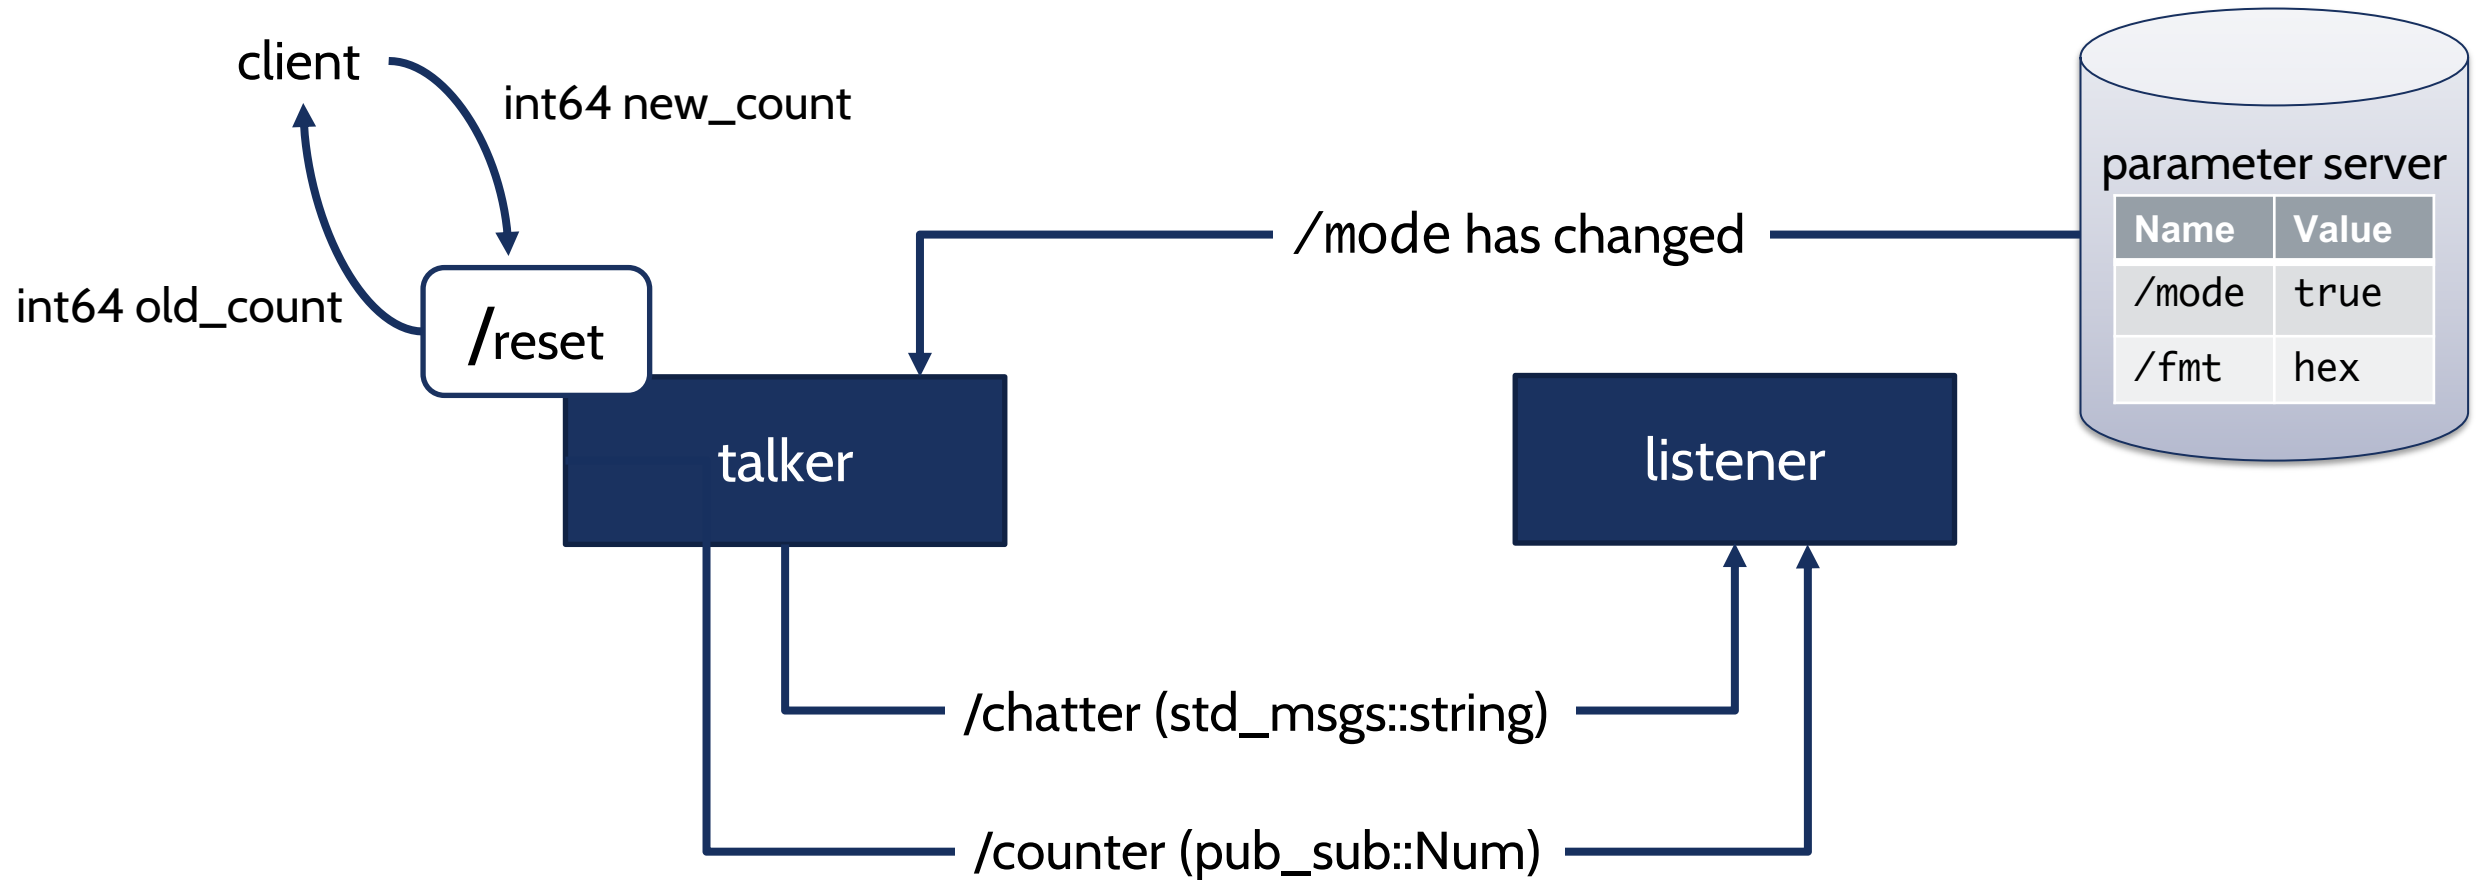 client
int64 new_count
parameter server
Name Value
/mode has changed
/mode true
int64 old_count
/reset
/fmt hex
talker
listener
/chatter (std_msgs::string)
/counter (pub_sub::Num)